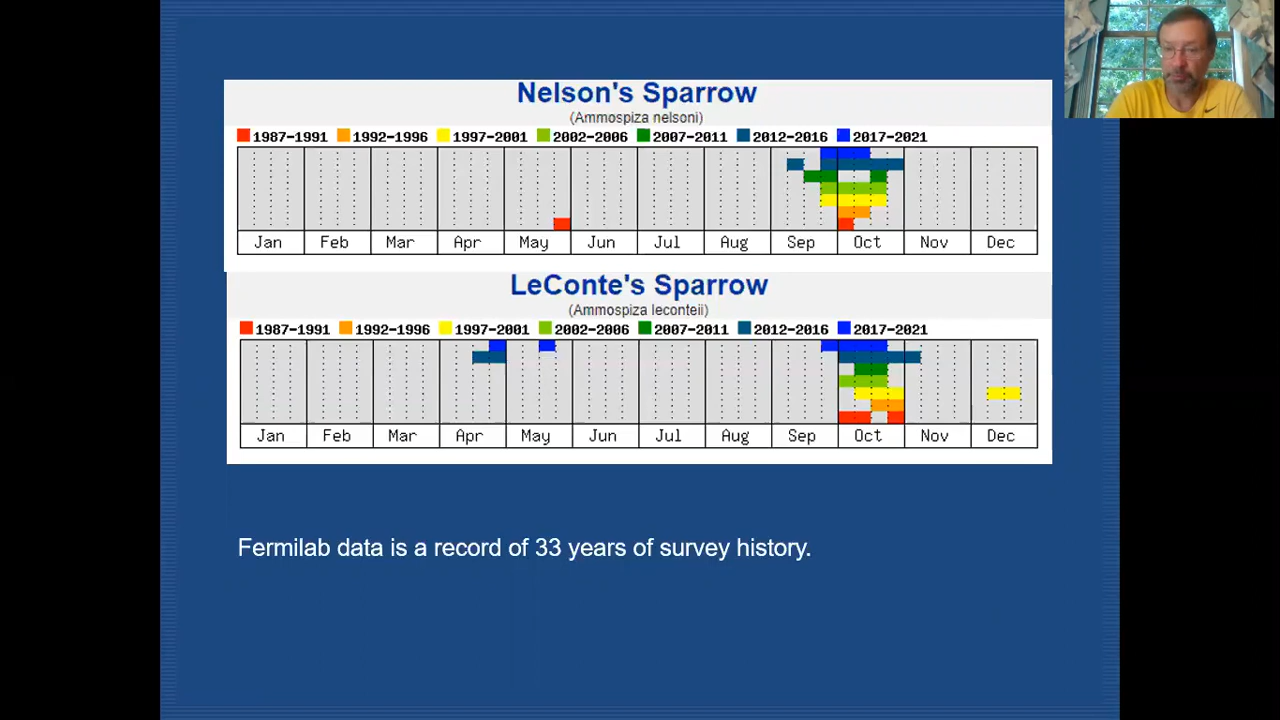 Nelson's Sparrow
(Ammospiza nelsoni)
1987-1991 1992-1996 1997-2001 2002-2006 2007-2011 2012-2016 2017-2021
Jan Feb Mar Apr May Jun Jul Aug Sep Oct Nov Dec
LeConte's Sparrow
(Ammospiza leconteii)
1987-1991 1992-1996 1997-2001 2002-2006 2007-2011 2012-2016 2017-2021
Jan Feb Mar Apr May Jun Jul Aug Sep Oct Nov Dec
Fermilab data is a record of 33 years of survey history.